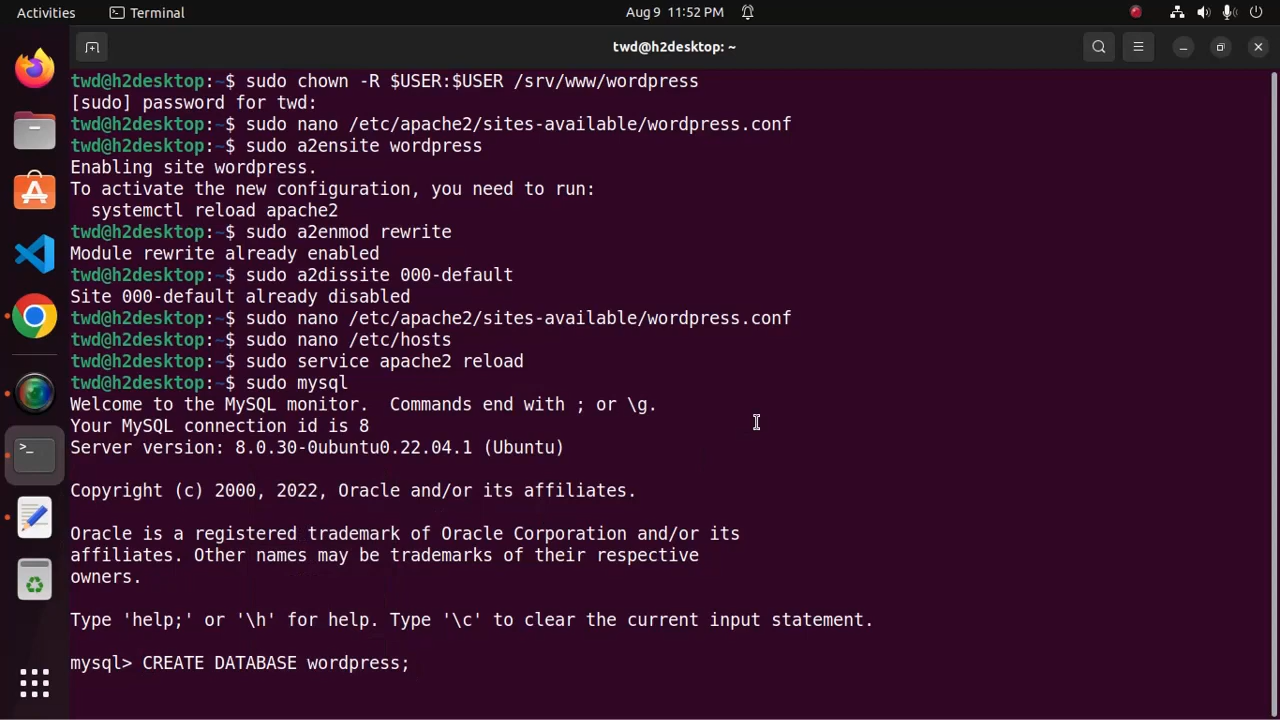 Activities
Terminal
Aug 9 11:52 PM
twd@h2desktop: ~
twd@h2desktop:~$ sudo chown -R $USER:$USER /srv/www/wordpress
[sudo] password for twd:
twd@h2desktop:~$ sudo nano /etc/apache2/sites-available/wordpress.conf
twd@h2desktop:~$ sudo a2ensite wordpress
Enabling site wordpress.
To activate the new configuration, you need to run:
  systemctl reload apache2
twd@h2desktop:~$ sudo a2enmod rewrite
Module rewrite already enabled
twd@h2desktop:~$ sudo a2dissite 000-default
Site 000-default already disabled
twd@h2desktop:~$ sudo nano /etc/apache2/sites-available/wordpress.conf
twd@h2desktop:~$ sudo nano /etc/hosts
twd@h2desktop:~$ sudo service apache2 reload
twd@h2desktop:~$ sudo mysql
Welcome to the MySQL monitor.  Commands end with ; or \g.
Your MySQL connection id is 8
Server version: 8.0.30-0ubuntu0.22.04.1 (Ubuntu)
Copyright (c) 2000, 2022, Oracle and/or its affiliates.
Oracle is a registered trademark of Oracle Corporation and/or its
affiliates. Other names may be trademarks of their respective
owners.
Type 'help;' or '\h' for help. Type '\c' to clear the current input statement.
mysql> CREATE DATABASE wordpress;